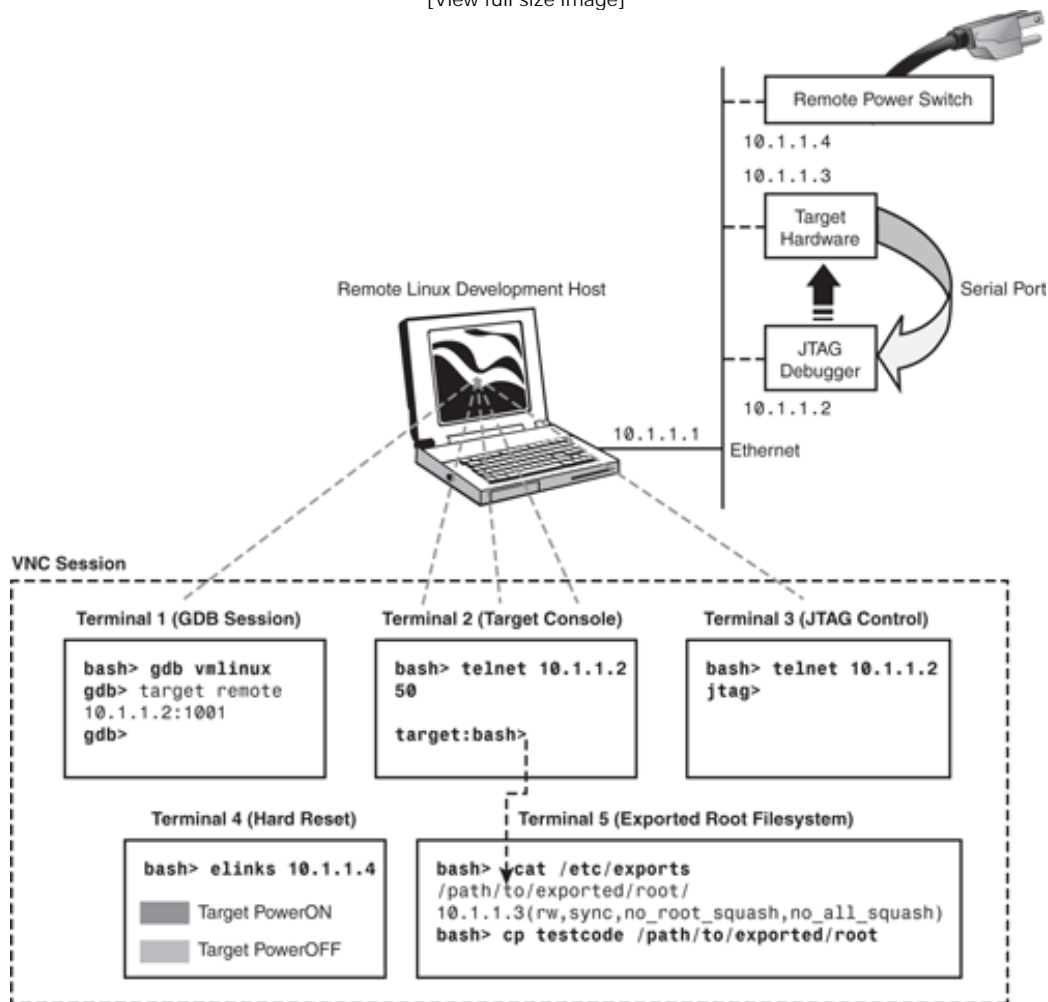 [View full size image]
Remote Power Switch
10.1.1.4
10.1.1.3
Target
Hardware
Remote Linux Development Host
Serial Port
JTAG
Debugger
10.1.1.2
10.1.1.1
Ethernet
VNC Session
Terminal 1 (GDB Session)
bash> gdb vmlinux
gdb> target remote
10.1.1.2:1001
gdb>
Terminal 2 (Target Console)
bash> telnet 10.1.1.2
50
target:bash>
Terminal 3 (JTAG Control)
bash> telnet 10.1.1.2
jtag>
Terminal 4 (Hard Reset)
bash> elinks 10.1.1.4
Target PowerON
Target PowerOFF
Terminal 5 (Exported Root Filesystem)
bash> cat /etc/exports
/path/to/exported/root/
10.1.1.3(rw,sync,no_root_squash,no_all_squash)
bash> cp testcode /path/to/exported/root